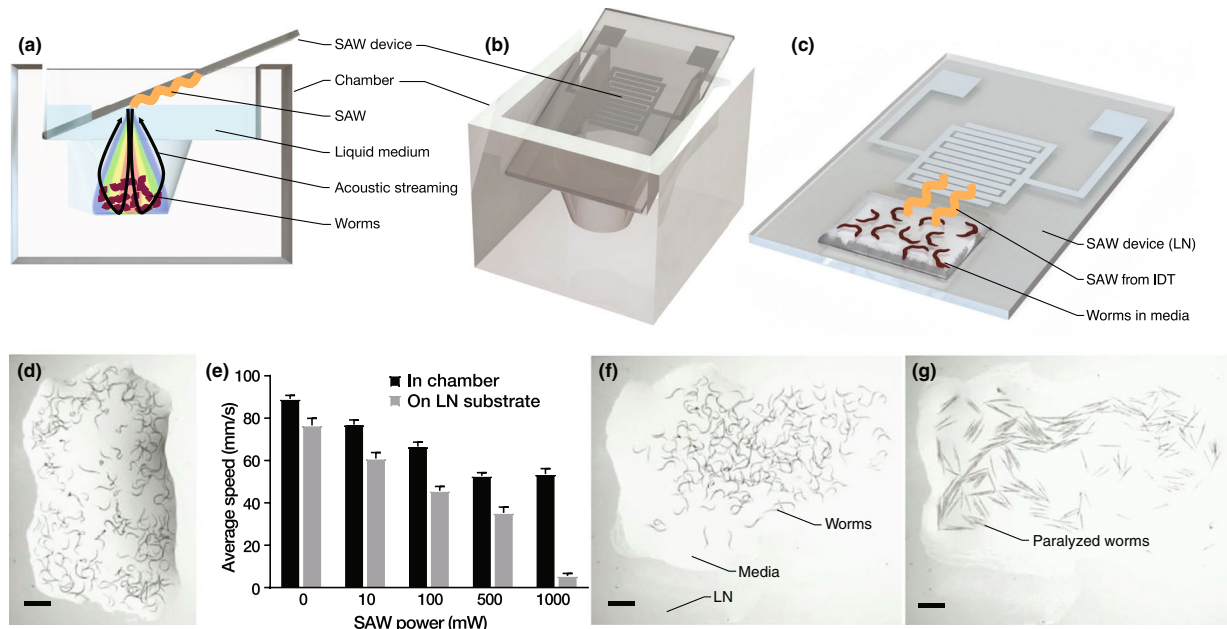 (a)
SAW device
Chamber
SAW
Liquid medium
Acoustic streaming
Worms
(b)
(c)
SAW device (LN)
SAW from IDT
Worms in media
(d)
(e)
In chamber
On LN substrate
Average speed (mm/s)
100
80
60
40
20
0
0 10 100 500 1000
SAW power (mW)
(f)
Worms
Media
LN
(g)
Paralyzed worms